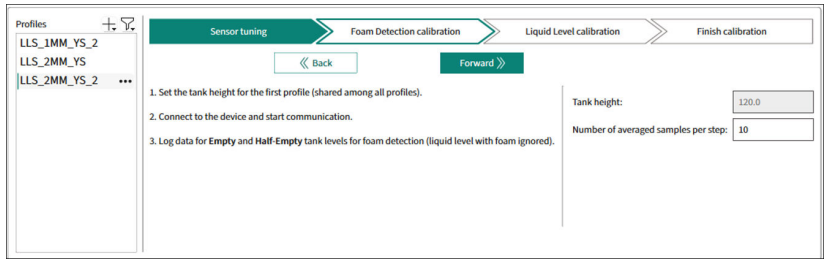 Profiles
LLS_1MM_YS_2
LLS_2MM_YS
LLS_2MM_YS_2
Sensor tuning
Foam Detection calibration
Liquid Level calibration
Finish calibration
Back
Forward
1. Set the tank height for the first profile (shared among all profiles).
2. Connect to the device and start communication.
3. Log data for Empty and Half-Empty tank levels for foam detection (liquid level with foam ignored).
Tank height: 120.0
Number of averaged samples per step: 10